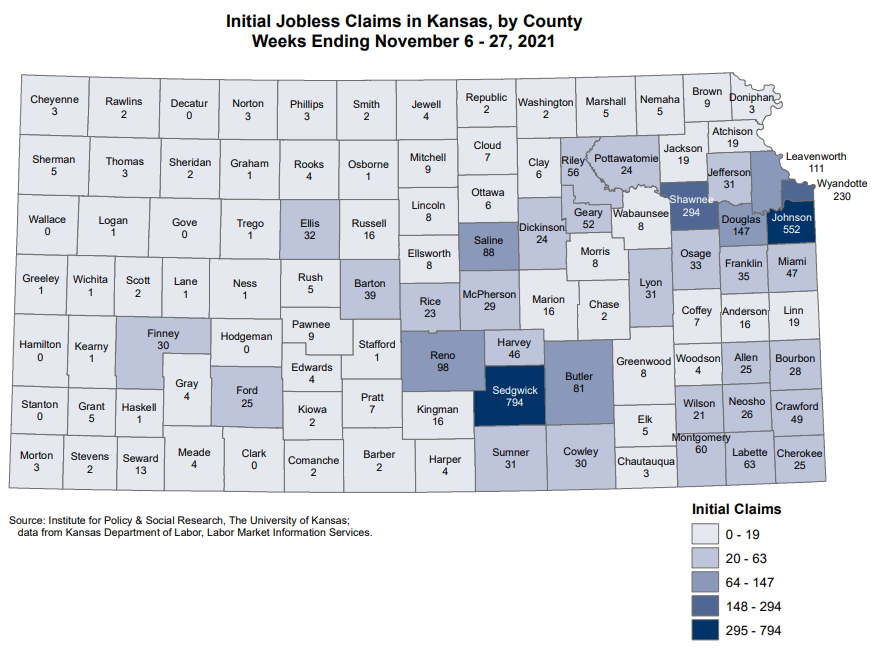 Initial Jobless Claims in Kansas, by County
Weeks Ending November 6 - 27, 2021
Cheyenne
3
Rawlins
2
Decatur
0
Norton
3
Phillips
3
Smith
2
Jewell
4
Republic
2
Washington
2
Marshall
5
Nemaha
5
Brown
9
Doniphan
3
Sherman
5
Thomas
3
Sheridan
2
Graham
1
Rooks
4
Osborne
1
Mitchell
9
Cloud
7
Clay
6
Riley
56
Pottawatomie
24
Jackson
19
Atchison
19
Jefferson
31
Leavenworth
111
Wyandotte
230
Wallace
0
Logan
1
Gove
0
Trego
1
Ellis
32
Russell
16
Lincoln
8
Ottawa
6
Saline
88
Dickinson
24
Geary
52
Wabaunsee
8
Shawnee
294
Douglas
147
Johnson
552
Greeley
1
Wichita
1
Scott
2
Lane
1
Ness
1
Rush
5
Barton
39
Ellsworth
8
Rice
23
McPherson
29
Marion
16
Morris
8
Chase
2
Lyon
31
Osage
33
Franklin
35
Miami
47
Coffey
7
Anderson
16
Linn
19
Hamilton
0
Kearny
1
Finney
30
Hodgeman
0
Pawnee
9
Stafford
1
Edwards
4
Reno
98
Harvey
46
Sedgwick
794
Butler
81
Greenwood
8
Woodson
4
Allen
25
Bourbon
28
Stanton
0
Grant
5
Haskell
1
Gray
4
Ford
25
Kiowa
2
Pratt
7
Kingman
16
Elk
5
Wilson
21
Neosho
26
Crawford
49
Morton
3
Stevens
2
Seward
13
Meade
4
Clark
0
Comanche
2
Barber
2
Harper
4
Sumner
31
Cowley
30
Chautauqua
3
Montgomery
60
Labette
63
Cherokee
25
Source: Institute for Policy & Social Research, The University of Kansas;
data from Kansas Department of Labor, Labor Market Information Services.
Initial Claims
0 - 19
20 - 63
64 - 147
148 - 294
295 - 794